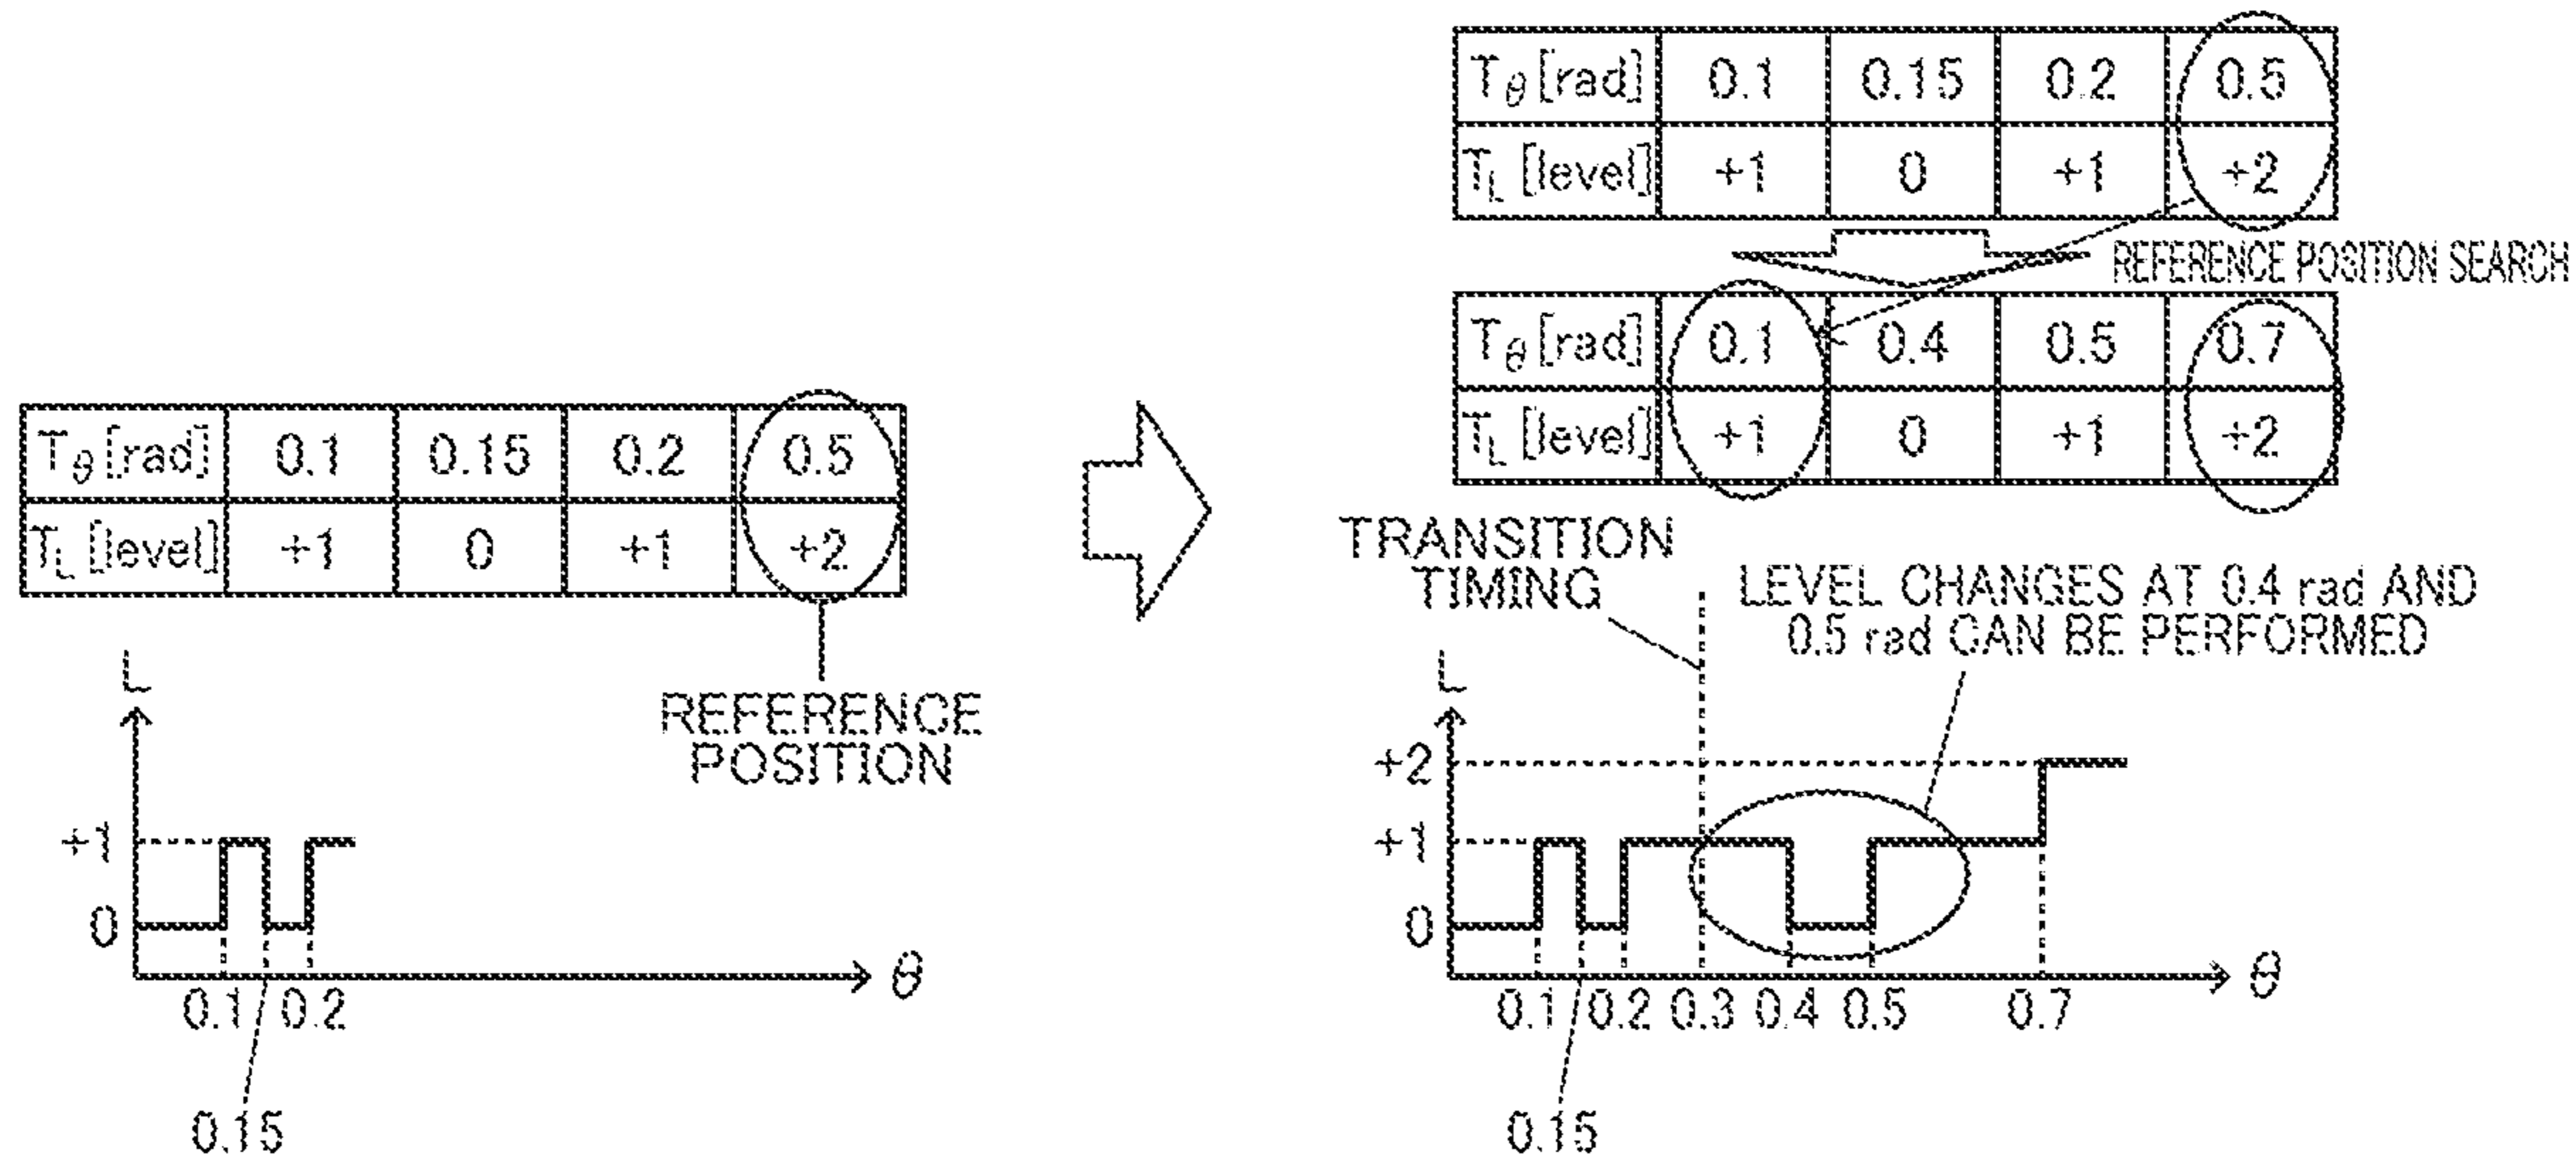 Tθ [rad] 0.1 0.15 0.2 0.5
TL [level] +1 0 +1 +2
REFERENCE
POSITION
L
+1
0
θ
0.1 0.2
0.15
Tθ [rad] 0.1 0.15 0.2 0.5
TL [level] +1 0 +1 +2
REFERENCE POSITION SEARCH
Tθ [rad] 0.1 0.4 0.5 0.7
TL [level] +1 0 +1 +2
TRANSITION
TIMING
LEVEL CHANGES AT 0.4 rad AND
0.5 rad CAN BE PERFORMED
L
+2
+1
0
θ
0.1 0.2 0.3 0.4 0.5 0.7
0.15